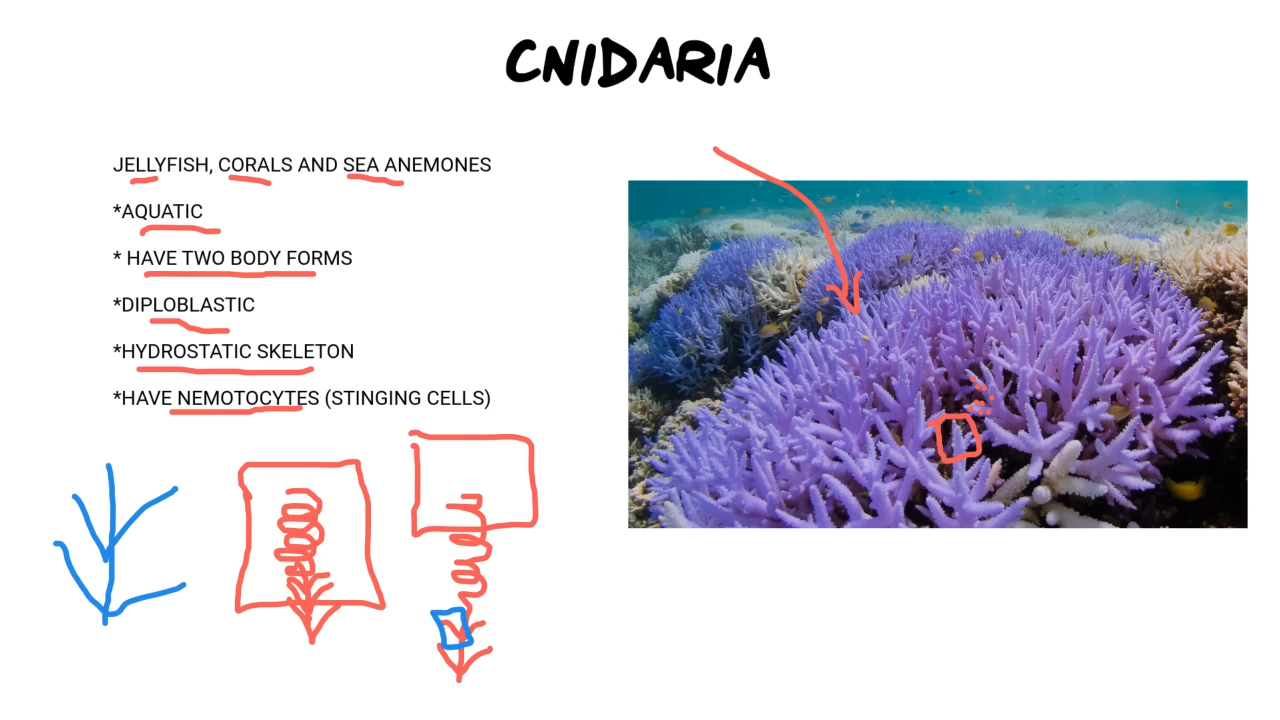 CNIDARIA
JELLYFISH, CORALS AND SEA ANEMONES
*AQUATIC
* HAVE TWO BODY FORMS
*DIPLOBLASTIC
*HYDROSTATIC SKELETON
*HAVE NEMOTOCYTES (STINGING CELLS)